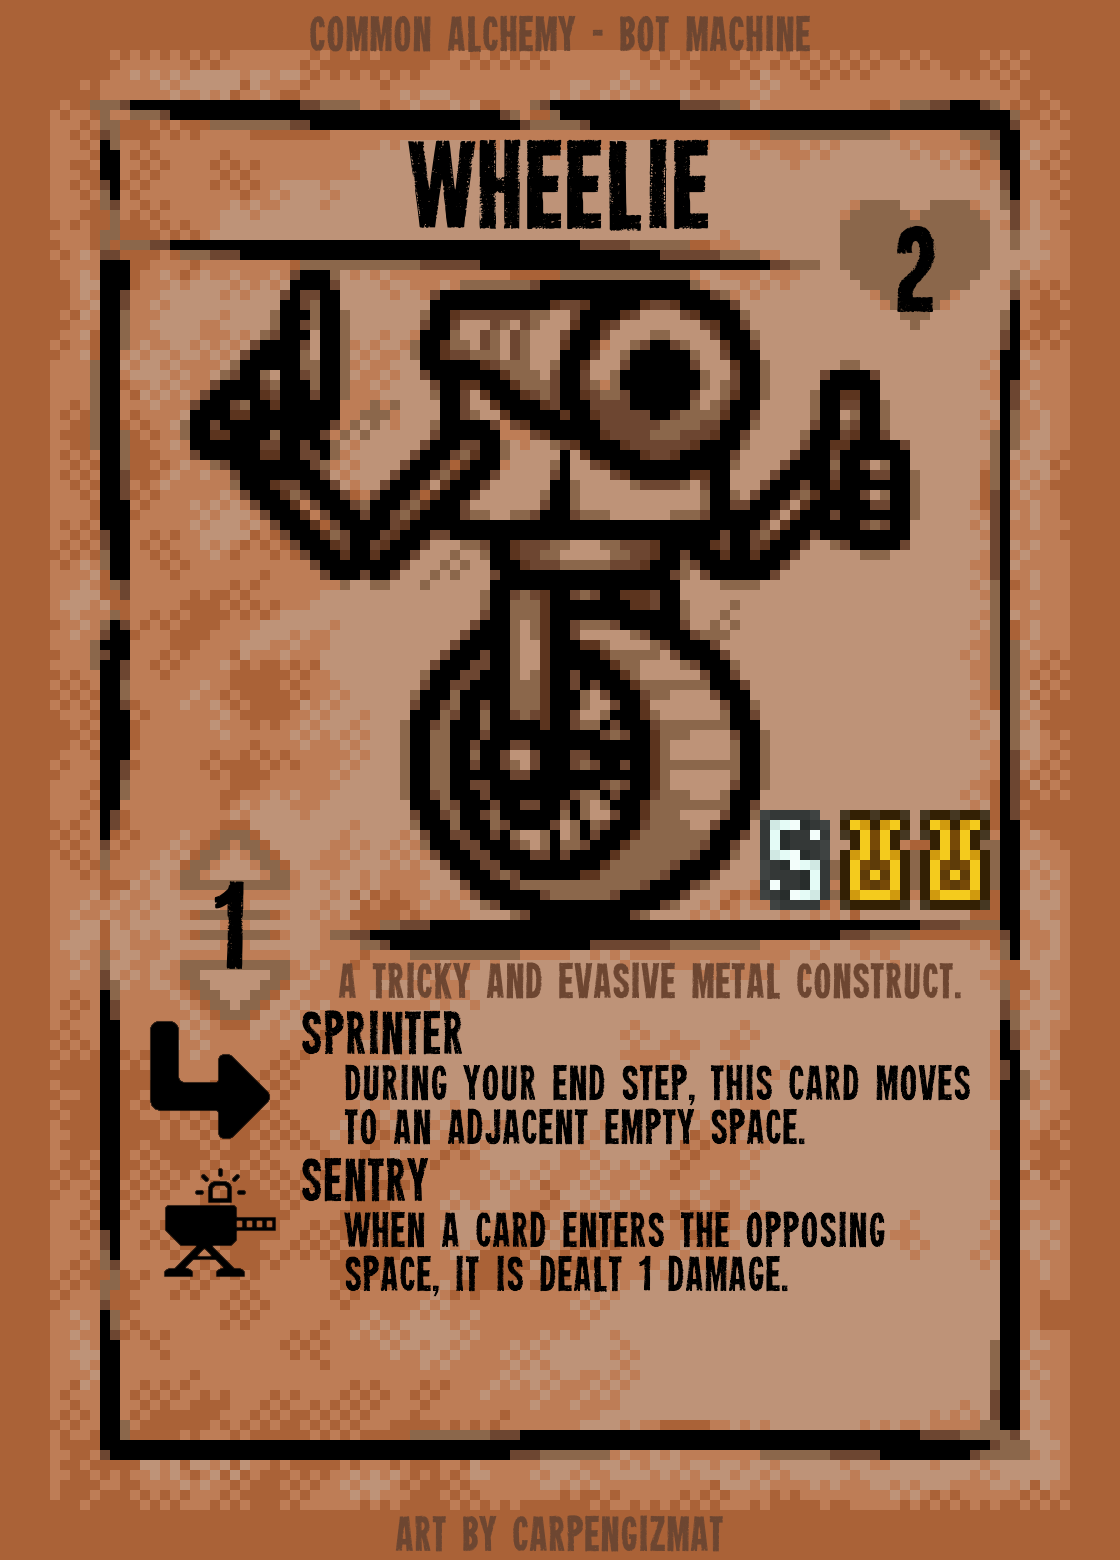 COMMON ALCHEMY - BOT MACHINE
WHEELIE
2
S
1
A TRICKY AND EVASIVE METAL CONSTRUCT.
SPRINTER
DURING YOUR END STEP, THIS CARD MOVES
TO AN ADJACENT EMPTY SPACE.
SENTRY
WHEN A CARD ENTERS THE OPPOSING
SPACE, IT IS DEALT 1 DAMAGE.
ART BY CARPENGIZMAT